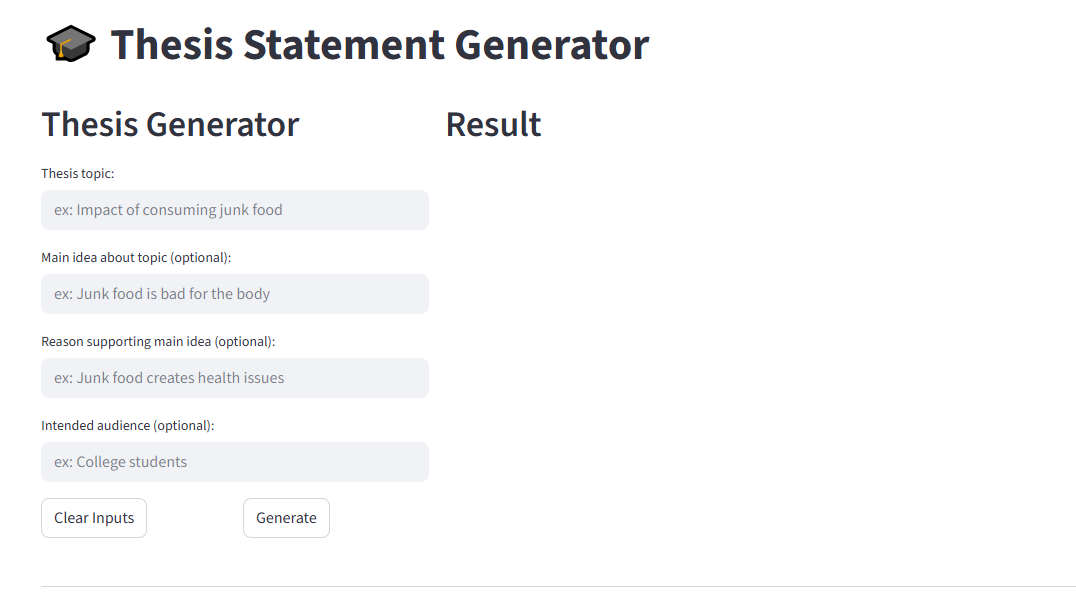 Thesis Statement Generator
Thesis Generator
Thesis topic:
ex: Impact of consuming junk food
Main idea about topic (optional):
ex: Junk food is bad for the body
Reason supporting main idea (optional):
ex: Junk food creates health issues
Intended audience (optional):
ex: College students
Clear Inputs
Generate
Result